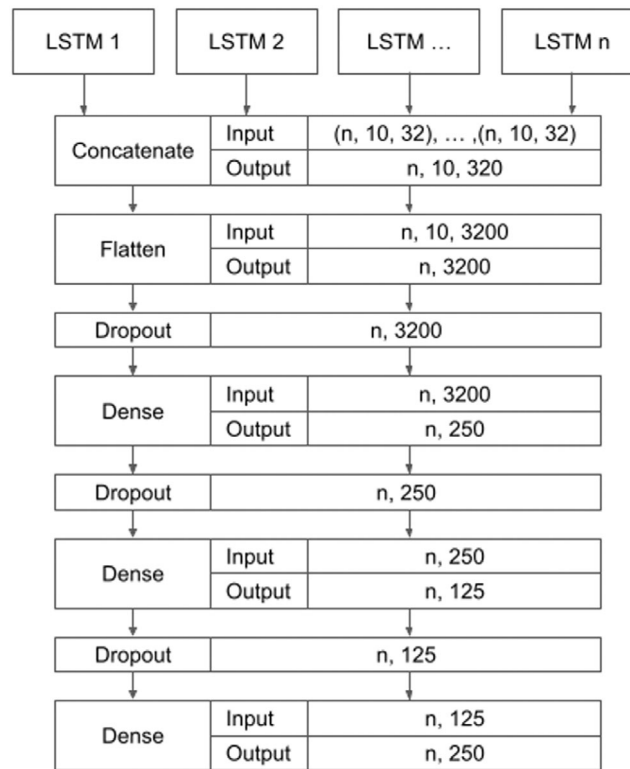 LSTM 1 LSTM 2 LSTM ... LSTM n
Concatenate
Input (n, 10, 32), ... ,(n, 10, 32)
Output n, 10, 320
Flatten
Input n, 10, 3200
Output n, 3200
Dropout n, 3200
Dense
Input n, 3200
Output n, 250
Dropout n, 250
Dense
Input n, 250
Output n, 125
Dropout n, 125
Dense
Input n, 125
Output n, 250